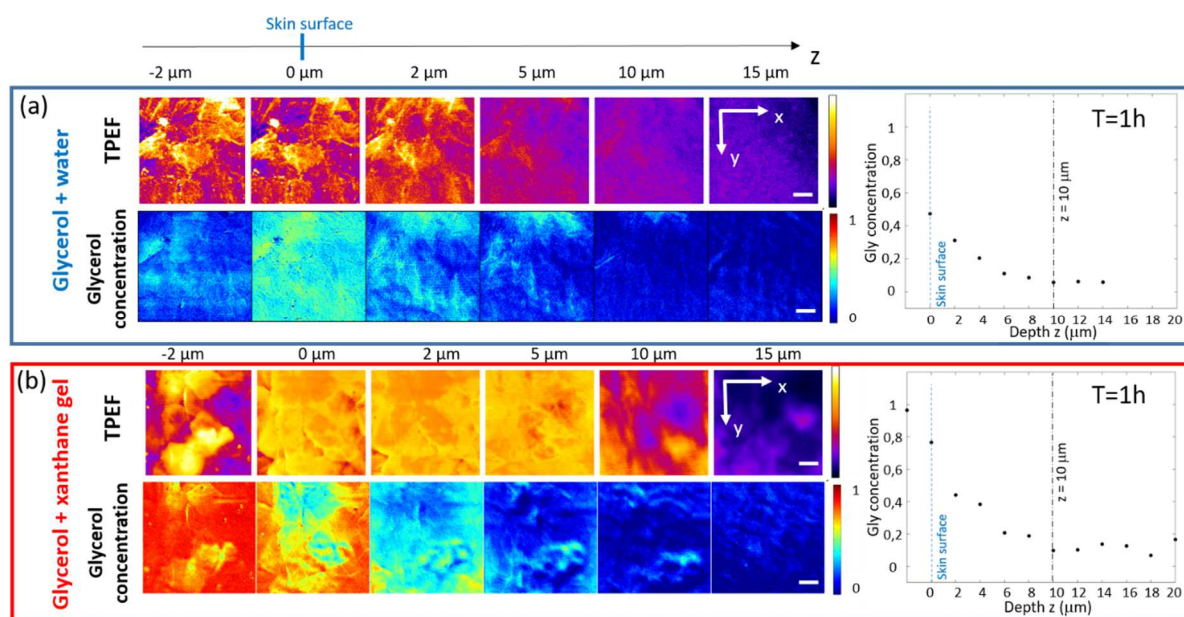 Skin surface
z
-2 µm 0 µm 2 µm 5 µm 10 µm 15 µm
(a)
Glycerol + water
TPEF
x
y
Glycerol
concentration
1
0
Gly concentration
1
0,8
0,6
0,4
0,2
0
T=1h
Skin surface
z = 10 µm
0 2 4 6 8 10 12 14 16 18 20
Depth z (µm)
-2 µm 0 µm 2 µm 5 µm 10 µm 15 µm
(b)
Glycerol + xanthane gel
TPEF
x
y
Glycerol
concentration
1
0
Gly concentration
1
0,8
0,6
0,4
0,2
0
T=1h
Skin surface
z = 10 µm
0 2 4 6 8 10 12 14 16 18 20
Depth z (µm)